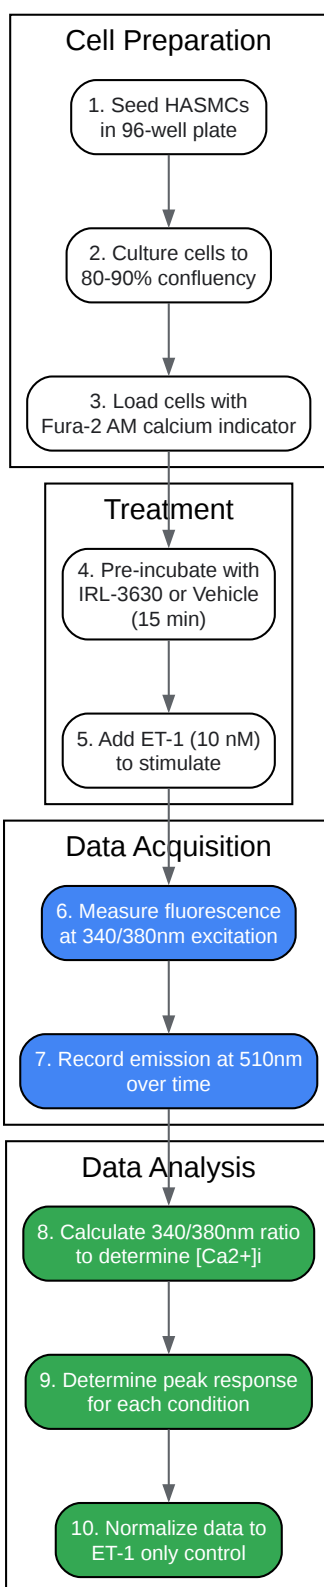 Cell Preparation
1. Seed HASMCs
in 96-well plate
2. Culture cells to
80-90% confluency
3. Load cells with
Fura-2 AM calcium indicator
Treatment
4. Pre-incubate with
IRL-3630 or Vehicle
(15 min)
5. Add ET-1 (10 nM)
to stimulate
Data Acquisition
6. Measure fluorescence
at 340/380nm excitation
7. Record emission at 510nm
over time
Data Analysis
8. Calculate 340/380nm ratio
to determine [Ca2+]i
9. Determine peak response
for each condition
10. Normalize data to
ET-1 only control